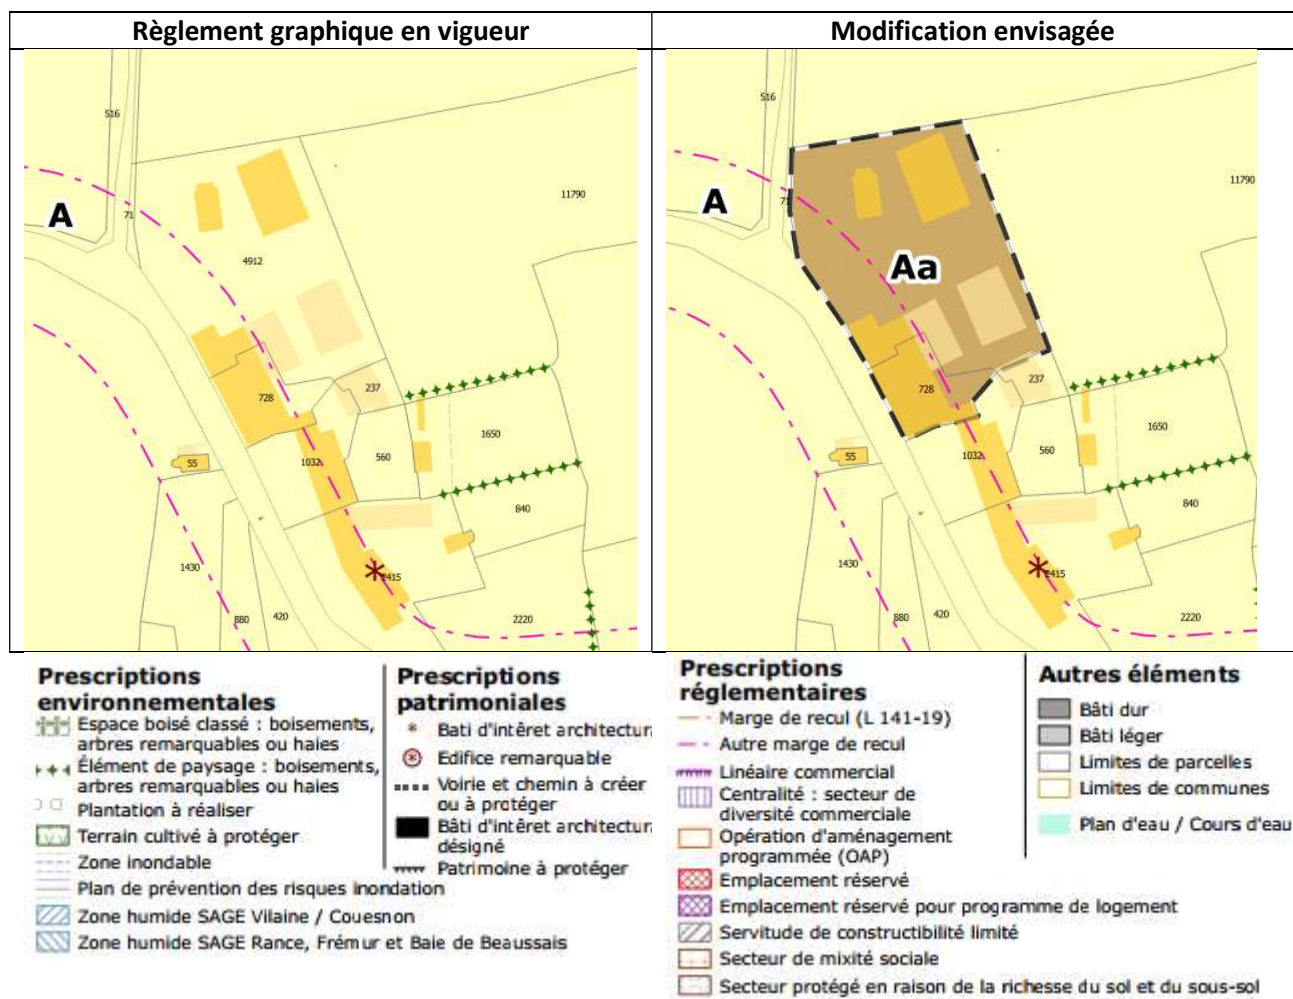 Règlement graphique en vigueur
Modification envisagée
516
A
71
4912
11790
237
728
1032
560
1650
55
840
2415
1430
880
420
2220
516
A
71
11790
Aa
237
728
1032
560
1650
55
840
2415
1430
880
420
2220
Prescriptions
environnementales
Espace boisé classé : boisements,
arbres remarquables ou haies
Élément de paysage : boisements,
arbres remarquables ou haies
Plantation à réaliser
Terrain cultivé à protéger
Zone inondable
Plan de prévention des risques inondation
Zone humide SAGE Vilaine / Couesnon
Zone humide SAGE Rance, Frémur et Baie de Beaussais
Prescriptions
patrimoniales
Bati d'intêret architectur
Edifice remarquable
Voirie et chemin à créer
ou à protéger
Bâti d'intêret architectur
désigné
Patrimoine à protéger
Prescriptions
réglementaires
Marge de recul (L 141-19)
Autre marge de recul
Linéaire commercial
Centralité : secteur de
diversité commerciale
Opération d'aménagement
programmée (OAP)
Emplacement réservé
Emplacement réservé pour programme de logement
Servitude de constructibilité limité
Secteur de mixité sociale
Secteur protégé en raison de la richesse du sol et du sous-sol
Autres éléments
Bâti dur
Bâti léger
Limites de parcelles
Limites de communes
Plan d'eau / Cours d'eau